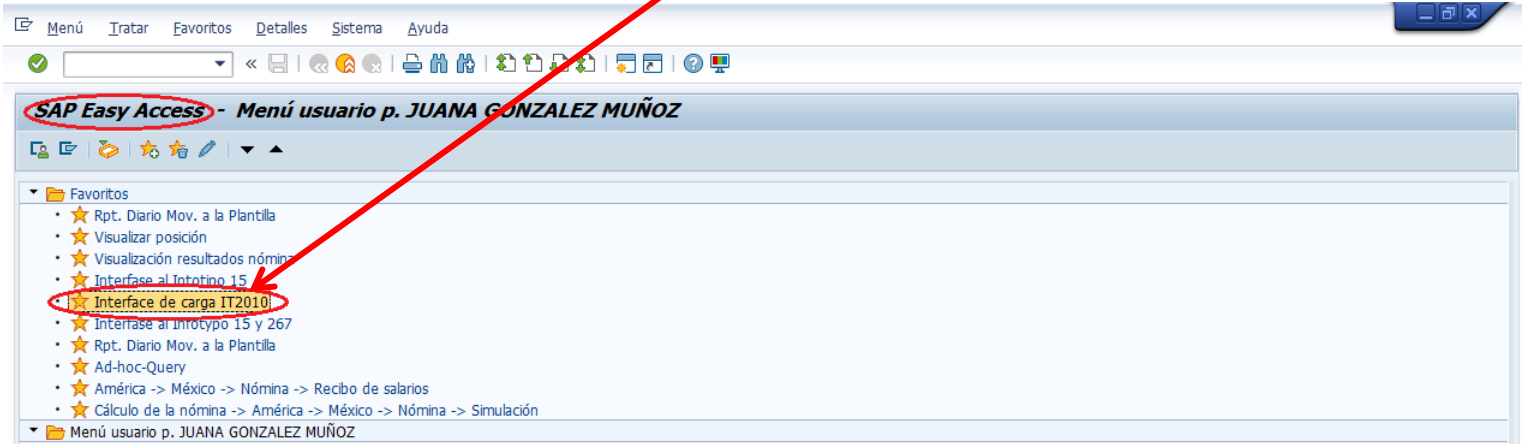 Menú Tratar Favoritos Detalles Sistema Ayuda
SAP Easy Access - Menú usuario p. JUANA GONZALEZ MUÑOZ
Favoritos
Rpt. Diario Mov. a la Plantilla
Visualizar posición
Visualización resultados nómina
Interfase al Intotipo 15
Interface de carga IT2010
Interfase al Infotypo 15 y 267
Rpt. Diario Mov. a la Plantilla
Ad-hoc-Query
América -> México -> Nómina -> Recibo de salarios
Cálculo de la nómina -> América -> México -> Nómina -> Simulación
Menú usuario p. JUANA GONZALEZ MUÑOZ